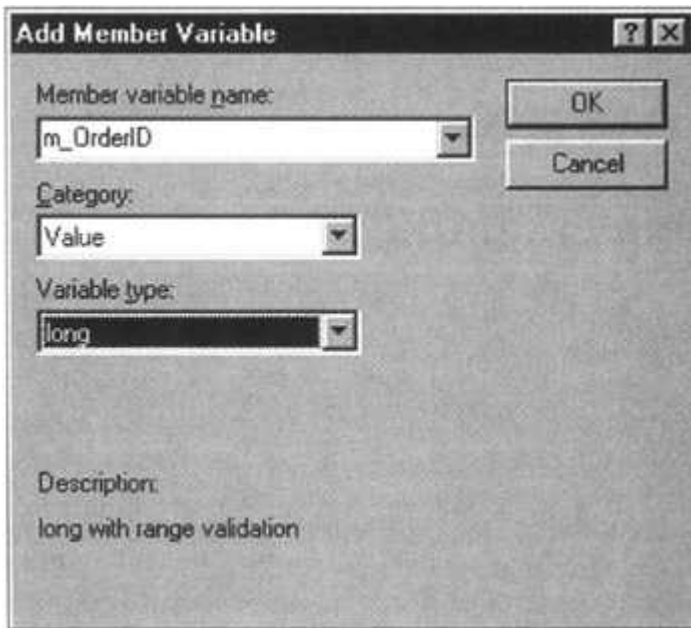 Add Member Variable
Member variable name:
m_OrderID
OK
Cancel
Category:
Value
Variable type:
long
Description:
long with range validation